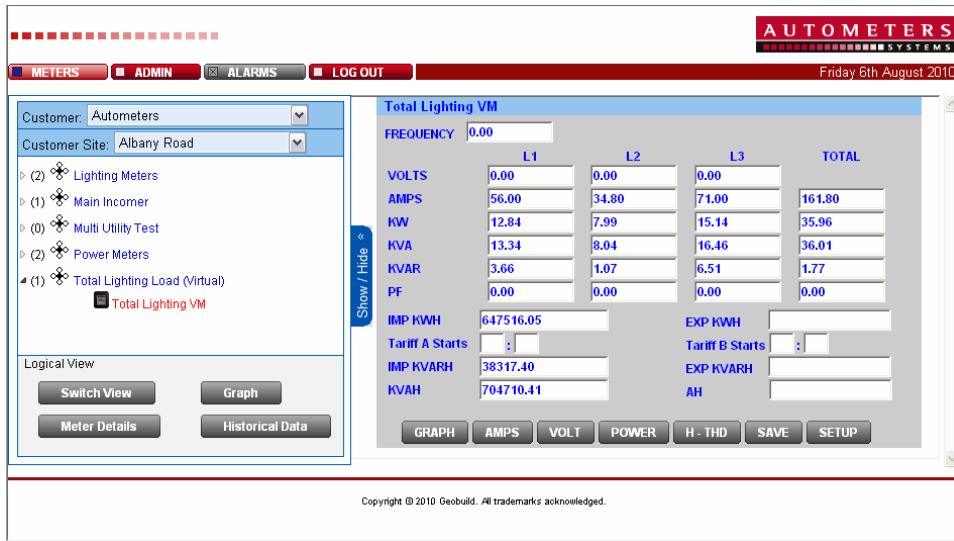 AUTOMETERS
SYSTEMS
METERS ADMIN ALARMS LOG OUT Friday 6th August 2010
Customer: Autometers
Customer Site: Albany Road
(2) Lighting Meters
(1) Main Incomer
(0) Multi Utility Test
(2) Power Meters
(1) Total Lighting Load (Virtual)
Total Lighting VM
Logical View
Switch View Graph
Meter Details Historical Data
Show / Hide «
Total Lighting VM
FREQUENCY 0.00
L1 L2 L3 TOTAL
VOLTS 0.00 0.00 0.00
AMPS 56.00 34.80 71.00 161.80
KW 12.84 7.99 15.14 35.96
KVA 13.34 8.04 16.46 36.01
KVAR 3.66 1.07 6.51 1.77
PF 0.00 0.00 0.00 0.00
IMP KWH 647516.05 EXP KWH
Tariff A Starts : Tariff B Starts :
IMP KVARH 38317.40 EXP KVARH
KVAH 704710.41 AH
GRAPH AMPS VOLT POWER H - THD SAVE SETUP
Copyright © 2010 Geobuild. All trademarks acknowledged.